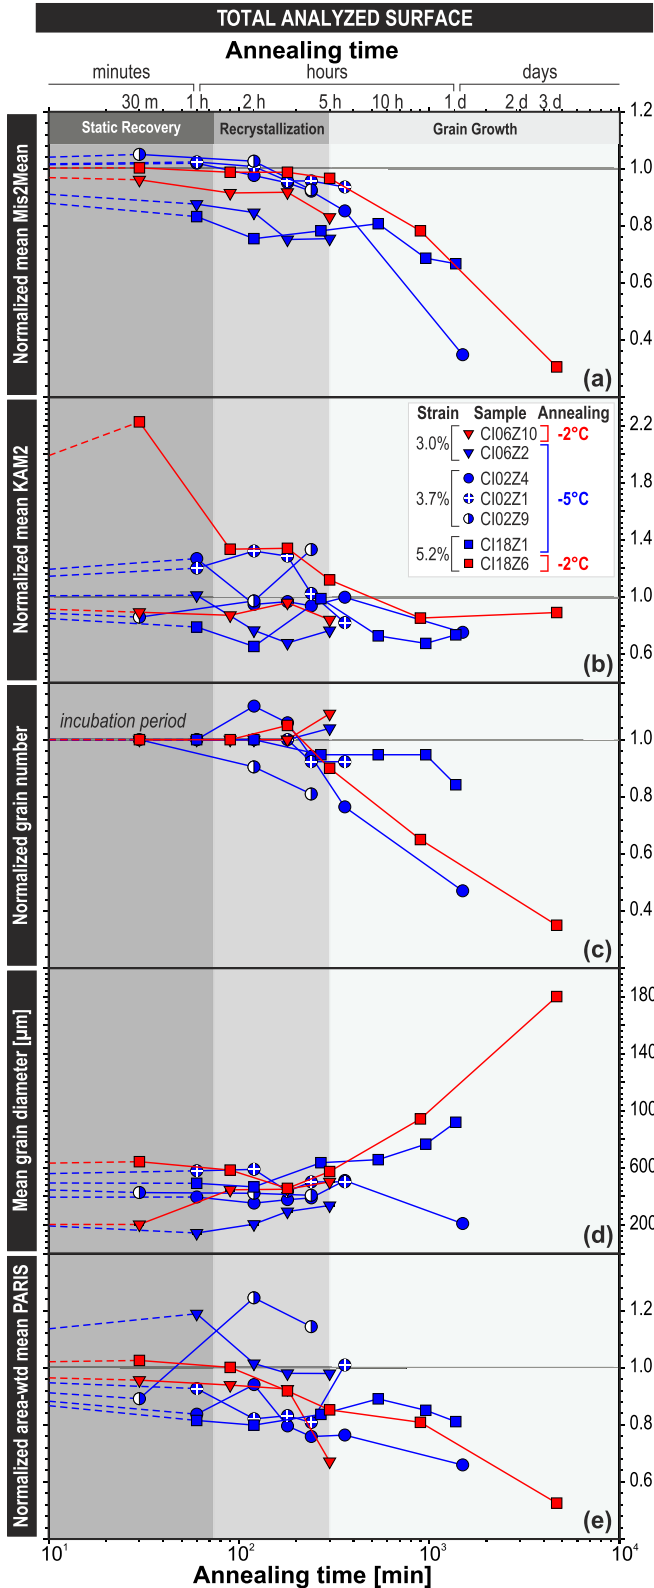 TOTAL ANALYZED SURFACE
Annealing time
minutes hours days
30 m 1 h 2 h 5 h 10 h 1 d 2 d 3 d
Static Recovery Recrystallization Grain Growth
Normalized mean Mis2Mean
1.2
1.0
0.8
0.6
0.4
(a)
Normalized mean KAM2
Strain Sample Annealing
3.0% CI06Z10 -2°C
CI06Z2
3.7% CI02Z4 -5°C
CI02Z1
CI02Z9
5.2% CI18Z1
CI18Z6 -2°C
2.2
1.8
1.4
1.0
0.6
(b)
Normalized grain number
incubation period
1.0
0.8
0.6
0.4
(c)
Mean grain diameter [µm]
180
140
100
600
200
(d)
Normalized area-wtd mean PARIS
1.2
1.0
0.8
0.6
(e)
10¹ 10² 10³ 10⁴
Annealing time [min]